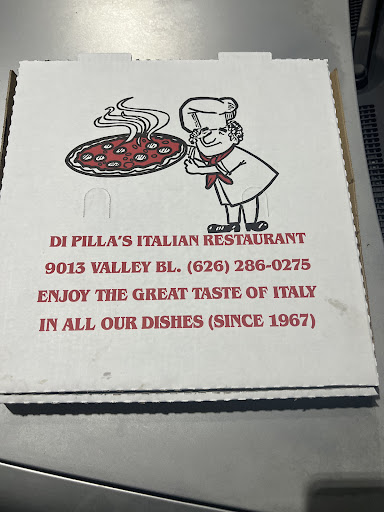 DI PILLA'S ITALIAN RESTAURANT
9013 VALLEY BL. (626) 286-0275
ENJOY THE GREAT TASTE OF ITALY
IN ALL OUR DISHES (SINCE 1967)